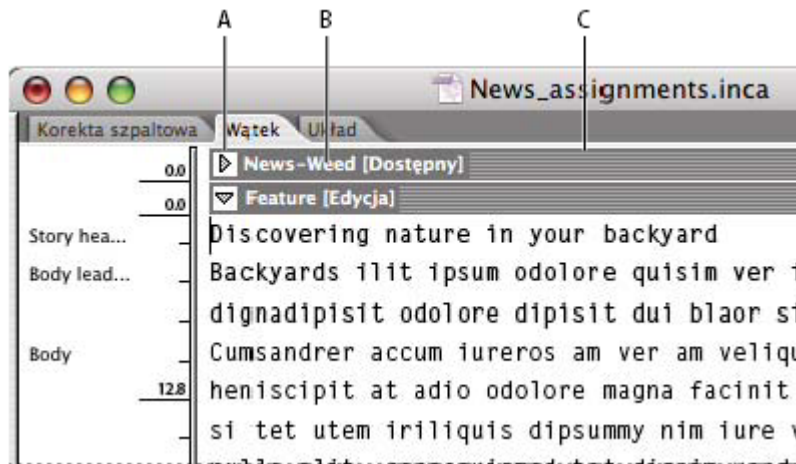 A B C
News_assignments.inca
Korekta szpaltowa Wątek Układ
0.0 News-Weed [Dostępny]
0.0 Feature [Edycja]
Story hea... Discovering nature in your backyard
Body lead... Backyards ilit ipsum odolore quisim ver
dignadipisit odolore dipisit dui blaor si
Body Cumsandrer accum iureros am ver am veliqu
12.8 heniscipit at adio odolore magna facinit
si tet utem iriliquis dipsummy nim iure